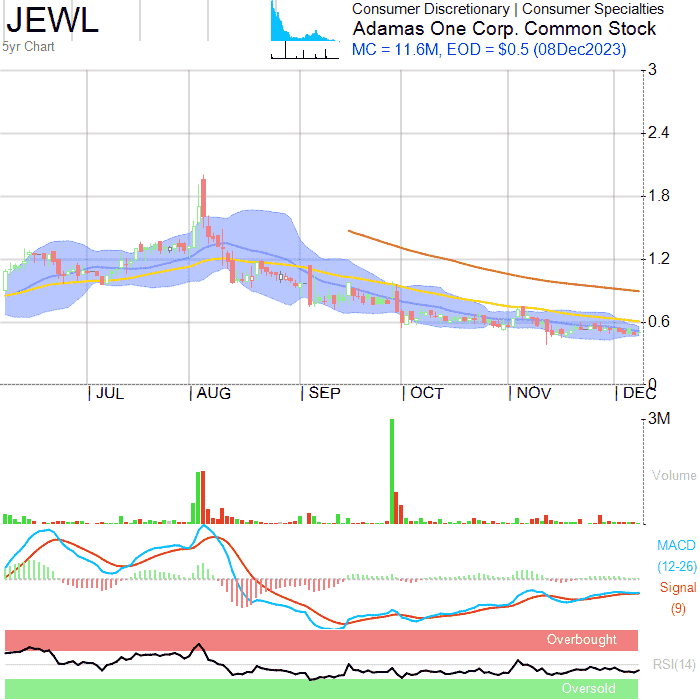 JEWL
5yr Chart
Consumer Discretionary | Consumer Specialties
Adamas One Corp. Common Stock
MC = 11.6M, EOD = $0.5 (08Dec2023)
3
2.4
1.8
1.2
0.6
0
JUL AUG SEP OCT NOV DEC
3M
Volume
MACD
(12-26)
Signal
(9)
Overbought
RSI(14)
Oversold